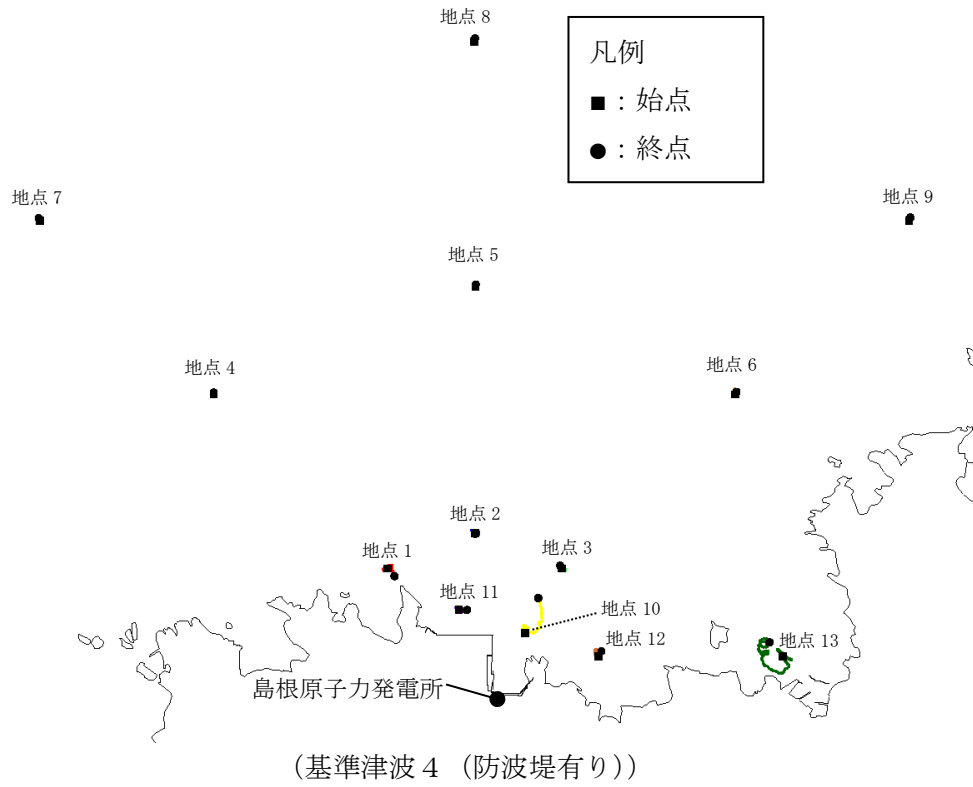 地点 8
凡例
■：始点
●：終点
地点 7
地点 9
地点 5
地点 4
地点 6
地点 2
地点 1
地点 3
地点 11
地点 10
地点 12
地点 13
島根原子力発電所
（基準津波４（防波堤有り））